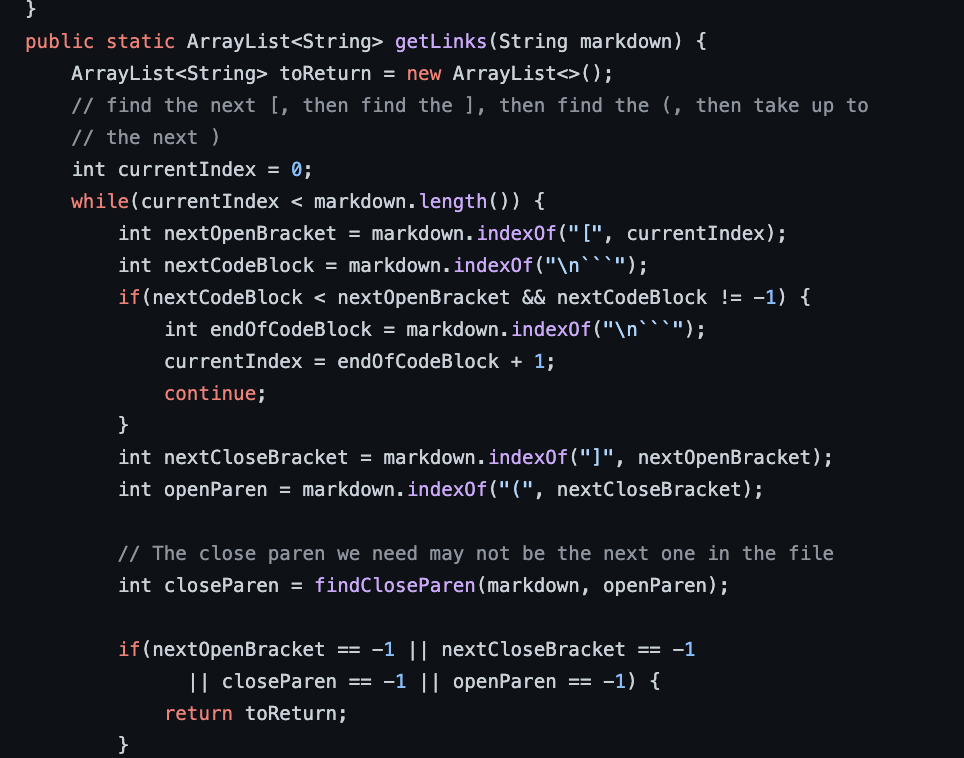 }
public static ArrayList<String> getLinks(String markdown) {
    ArrayList<String> toReturn = new ArrayList<>();
    // find the next [, then find the ], then find the (, then take up to
    // the next )
    int currentIndex = 0;
    while(currentIndex < markdown.length()) {
        int nextOpenBracket = markdown.indexOf("[", currentIndex);
        int nextCodeBlock = markdown.indexOf("\n```");
        if(nextCodeBlock < nextOpenBracket && nextCodeBlock != -1) {
            int endOfCodeBlock = markdown.indexOf("\n```");
            currentIndex = endOfCodeBlock + 1;
            continue;
        }
        int nextCloseBracket = markdown.indexOf("]", nextOpenBracket);
        int openParen = markdown.indexOf("(", nextCloseBracket);

        // The close paren we need may not be the next one in the file
        int closeParen = findCloseParen(markdown, openParen);

        if(nextOpenBracket == -1 || nextCloseBracket == -1
              || closeParen == -1 || openParen == -1) {
            return toReturn;
        }